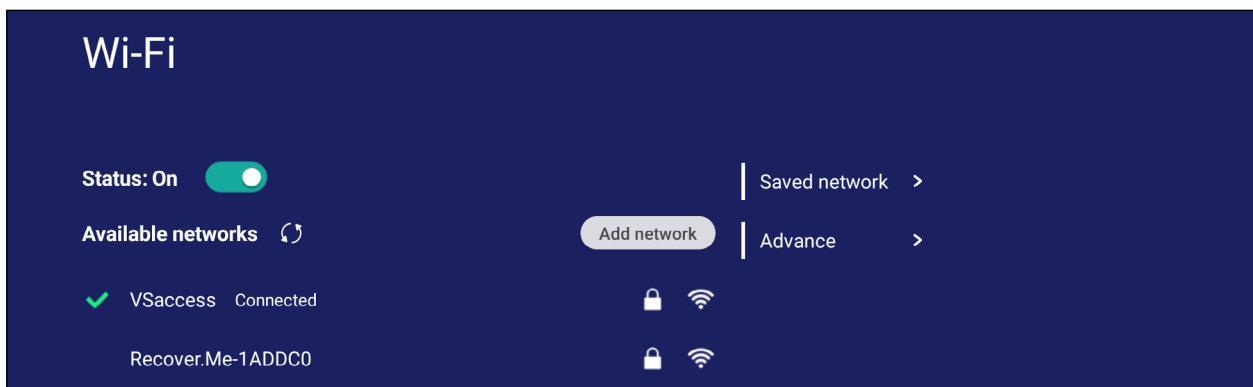 Wi-Fi
Status: On
Saved network
Available networks
Add network
Advance
VSaccess Connected
Recover.Me-1ADDC0